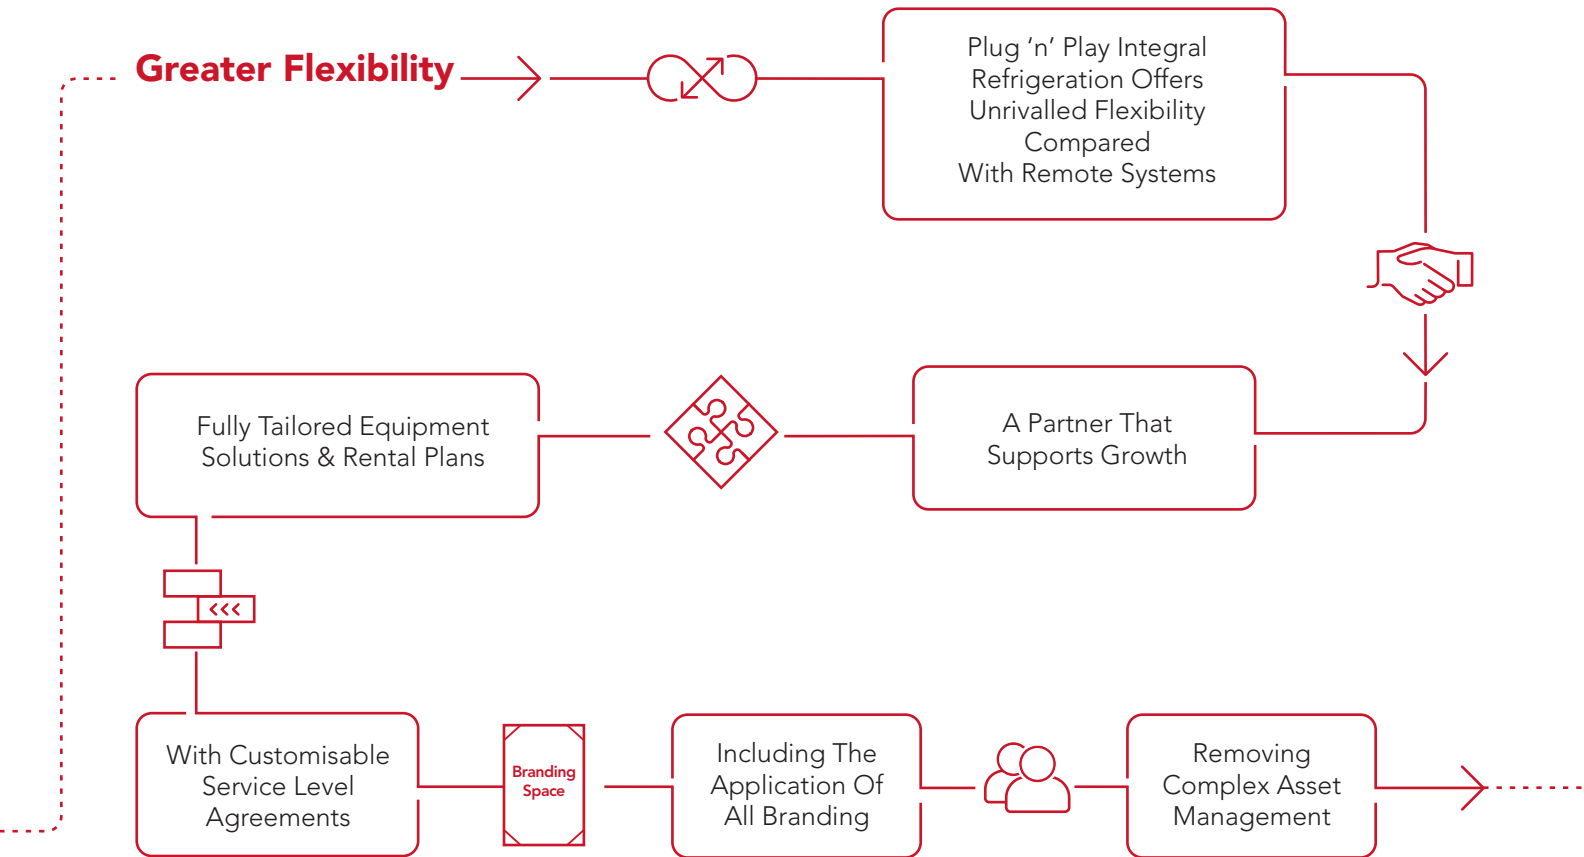 Greater Flexibility
Plug ‘n’ Play Integral
Refrigeration Offers
Unrivalled Flexibility
Compared
With Remote Systems
A Partner That
Supports Growth
Fully Tailored Equipment
Solutions & Rental Plans
With Customisable
Service Level
Agreements
Branding
Space
Including The
Application Of
All Branding
Removing
Complex Asset
Management